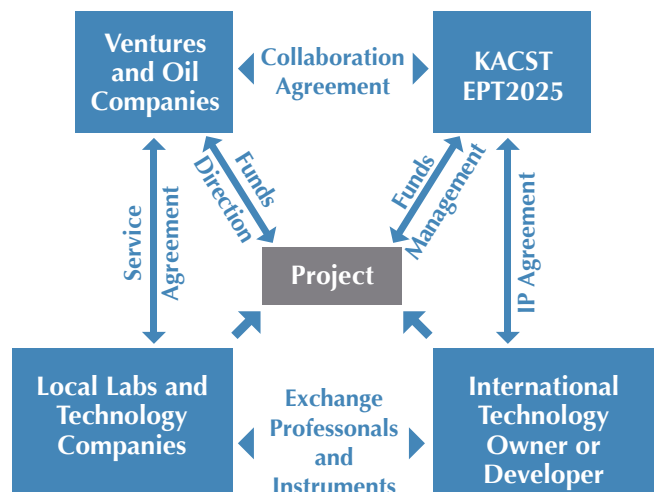 Ventures
and Oil
Companies
Collaboration
Agreement
KACST
EPT2025
Funds
Direction
Funds
Management
Service
Agreement
IP Agreement
Project
Local Labs and
Technology
Companies
Exchange
Professonals
and
Instruments
International
Technology
Owner or
Developer